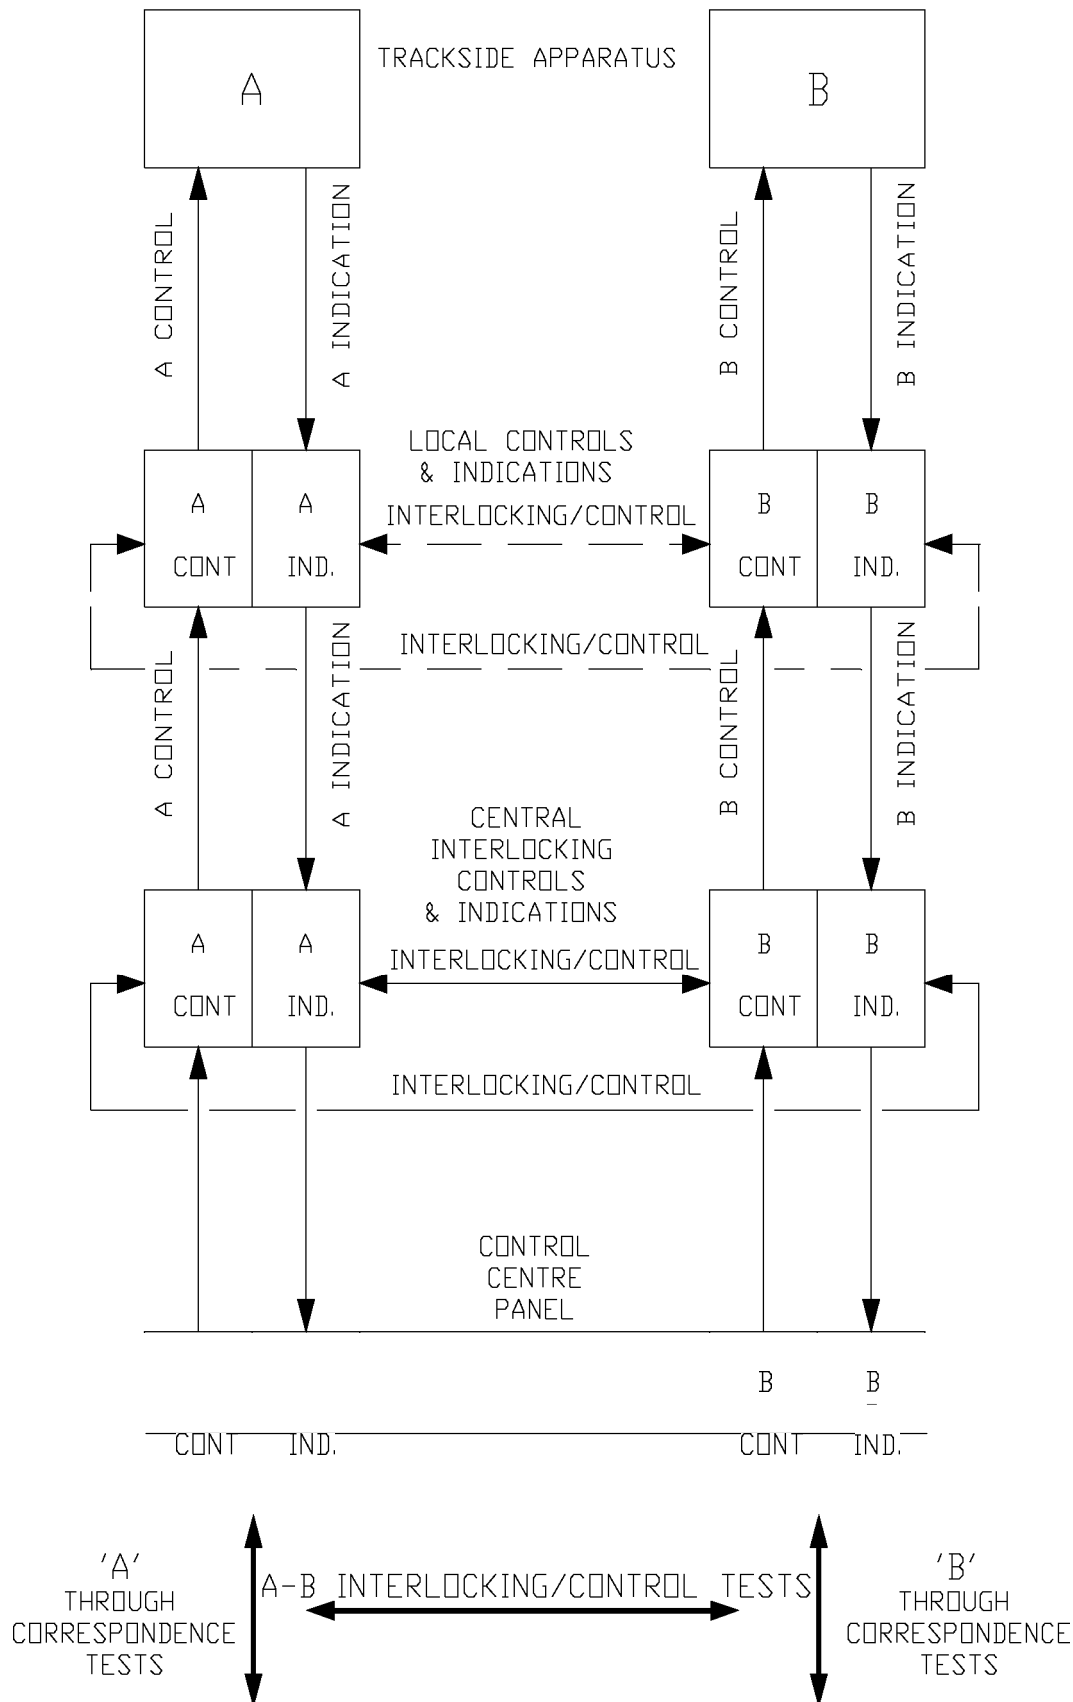 A
TRACKSIDE APPARATUS
B
A CONTROL
A INDICATION
B CONTROL
B INDICATION
LOCAL CONTROLS
& INDICATIONS
INTERLOCKING/CONTROL
A
CONT
A
IND.
B
CONT
B
IND.
INTERLOCKING/CONTROL
A CONTROL
A INDICATION
B CONTROL
B INDICATION
CENTRAL
INTERLOCKING
CONTROLS
& INDICATIONS
INTERLOCKING/CONTROL
A
CONT
A
IND.
B
CONT
B
IND.
INTERLOCKING/CONTROL
CONTROL
CENTRE
PANEL
B
B
CONT
IND.
CONT
IND.
'A'
THROUGH
CORRESPONDENCE
TESTS
A-B INTERLOCKING/CONTROL TESTS
'B'
THROUGH
CORRESPONDENCE
TESTS